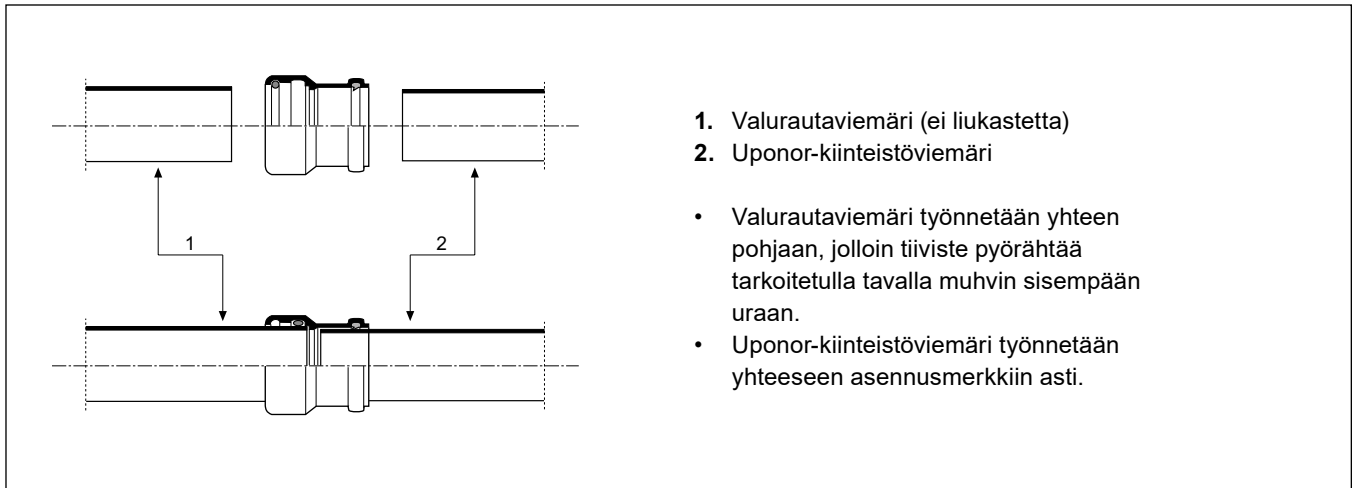 1 2
1. Valurautaviemäri (ei liukastetta)
2. Uponor-kiinteistöviemäri
• Valurautaviemäri työnnetään yhteen
pohjaan, jolloin tiiviste pyörähtää
tarkoitetulla tavalla muhvin sisempään
uraan.
• Uponor-kiinteistöviemäri työnnetään
yhteeseen asennusmerkkiin asti.